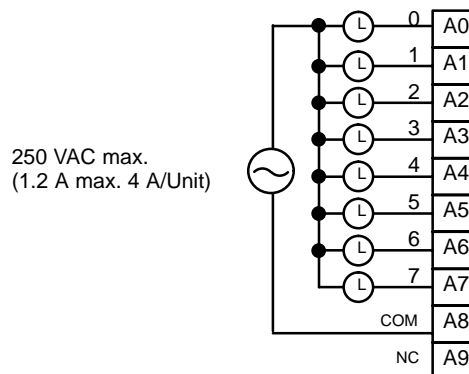 L 0 A0
L 1 A1
L 2 A2
L 3 A3
250 VAC max.
(1.2 A max. 4 A/Unit)
L 4 A4
L 5 A5
L 6 A6
L 7 A7
COM A8
NC A9